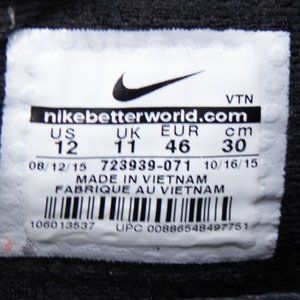 VTN
nikebetterworld.com
US UK EUR cm
12 11 46 30
08/12/15 723939-071 10/16/15
MADE IN VIETNAM
FABRIQUE AU VIETNAM
106013537 UPC 00886548497751